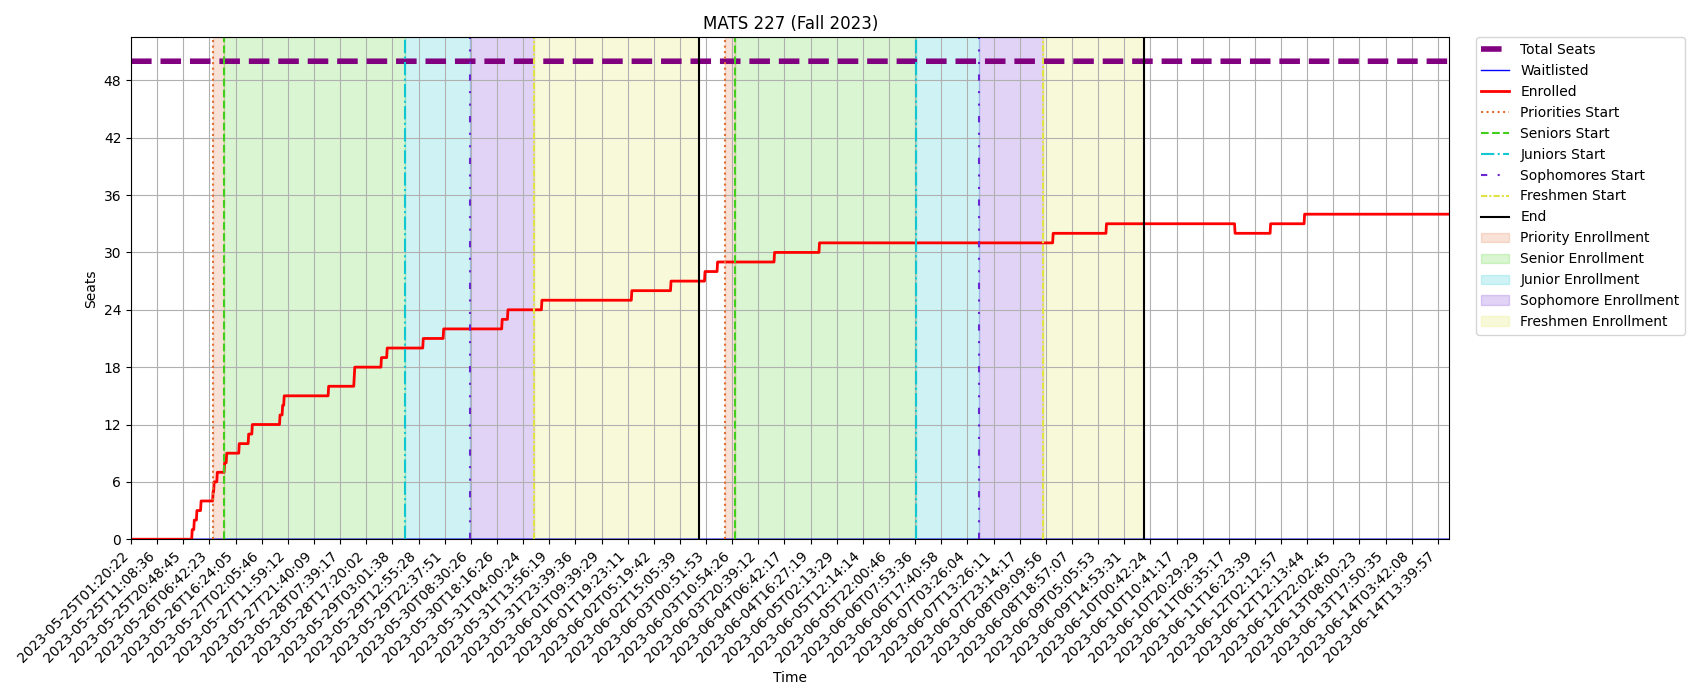 MATS 227 (Fall 2023)
Seats
48
42
36
30
24
18
12
6
0
2023-05-25T01:20:22
2023-05-25T11:08:36
2023-05-25T20:48:45
2023-05-26T06:42:23
2023-05-26T16:24:05
2023-05-27T02:05:46
2023-05-27T11:59:12
2023-05-27T21:40:09
2023-05-28T07:39:17
2023-05-28T17:20:02
2023-05-29T03:01:38
2023-05-29T12:55:28
2023-05-29T22:37:51
2023-05-30T08:30:26
2023-05-30T18:16:26
2023-05-31T04:00:24
2023-05-31T13:56:19
2023-05-31T23:39:36
2023-06-01T09:39:29
2023-06-01T19:23:11
2023-06-02T05:19:42
2023-06-02T15:05:39
2023-06-03T00:51:53
2023-06-03T10:54:26
2023-06-03T20:39:12
2023-06-04T06:42:17
2023-06-04T16:27:19
2023-06-05T02:13:29
2023-06-05T12:14:14
2023-06-05T22:00:46
2023-06-06T07:53:36
2023-06-06T17:40:58
2023-06-07T03:26:04
2023-06-07T13:26:11
2023-06-07T23:14:17
2023-06-08T09:09:56
2023-06-08T18:57:07
2023-06-09T05:05:53
2023-06-09T14:53:31
2023-06-10T00:42:24
2023-06-10T10:41:17
2023-06-10T20:29:29
2023-06-11T06:35:17
2023-06-11T16:23:39
2023-06-12T02:12:57
2023-06-12T12:13:44
2023-06-12T22:02:45
2023-06-13T08:00:23
2023-06-13T17:50:35
2023-06-14T03:42:08
2023-06-14T13:39:57
Time
Total Seats
Waitlisted
Enrolled
Priorities Start
Seniors Start
Juniors Start
Sophomores Start
Freshmen Start
End
Priority Enrollment
Senior Enrollment
Junior Enrollment
Sophomore Enrollment
Freshmen Enrollment